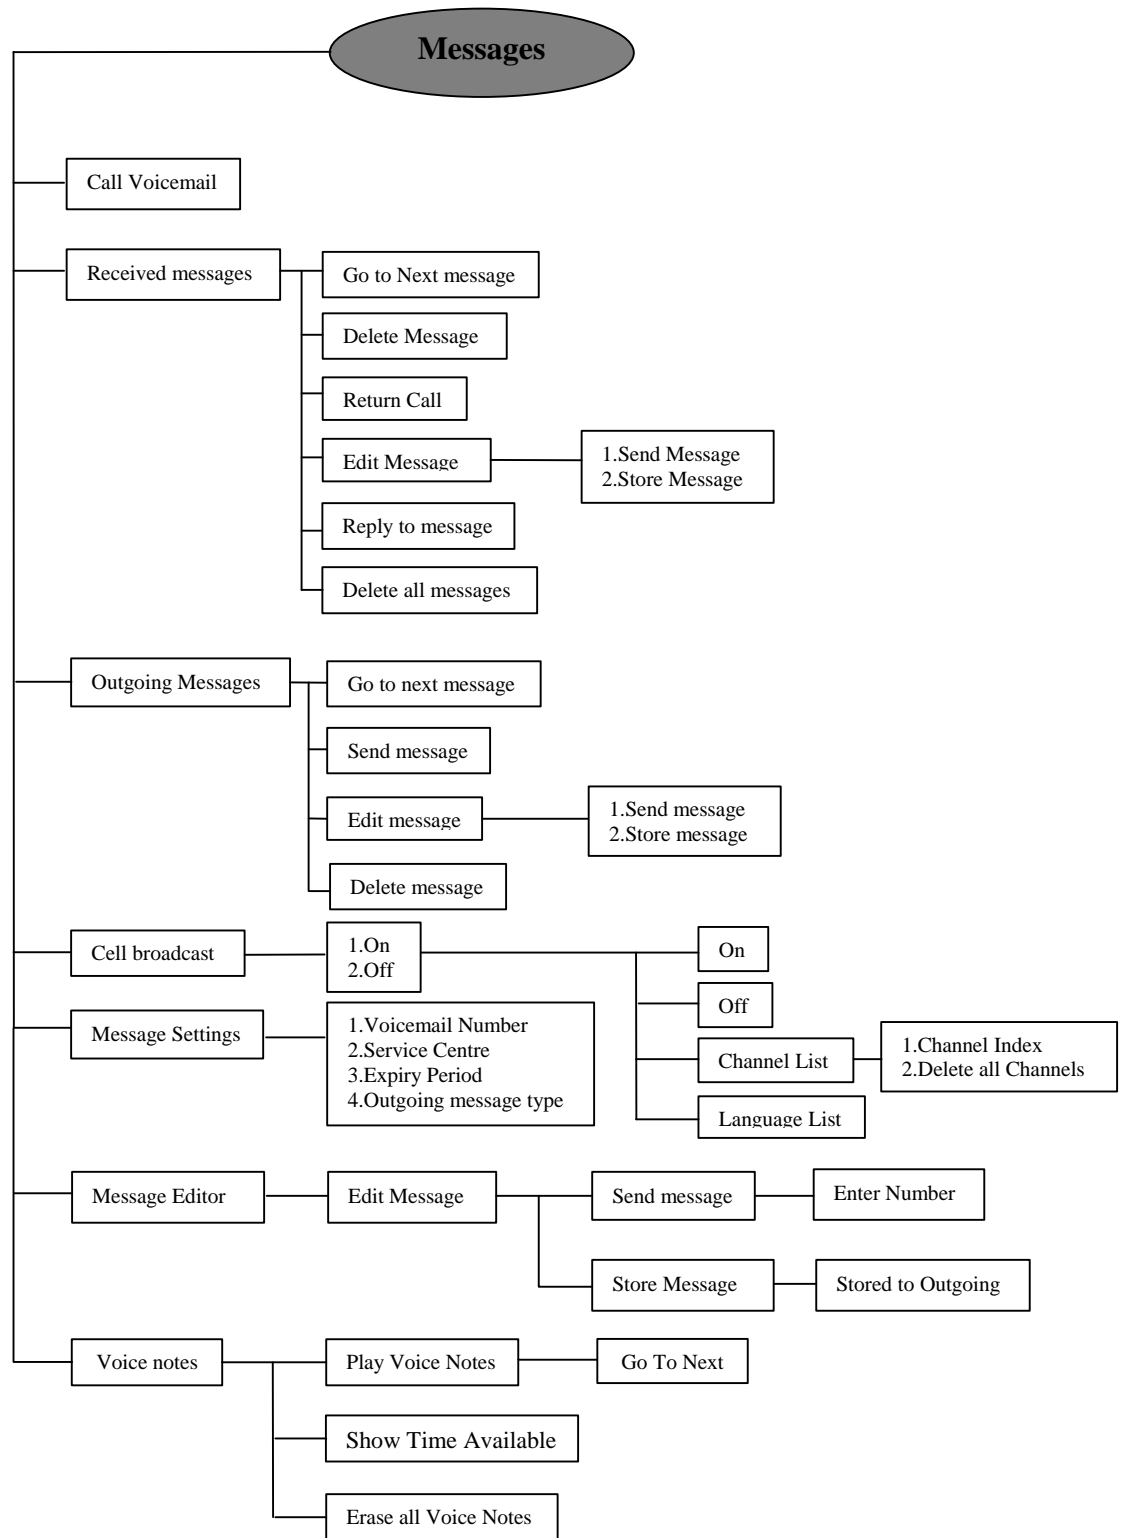 Messages
Call Voicemail
Received messages
Go to Next message
Delete Message
Return Call
Edit Message
1.Send Message
2.Store Message
Reply to message
Delete all messages
Outgoing Messages
Go to next message
Send message
Edit message
1.Send message
2.Store message
Delete message
Cell broadcast
1.On
2.Off
On
Off
Channel List
1.Channel Index
2.Delete all Channels
Language List
Message Settings
1.Voicemail Number
2.Service Centre
3.Expiry Period
4.Outgoing message type
Message Editor
Edit Message
Send message
Enter Number
Store Message
Stored to Outgoing
Voice notes
Play Voice Notes
Go To Next
Show Time Available
Erase all Voice Notes